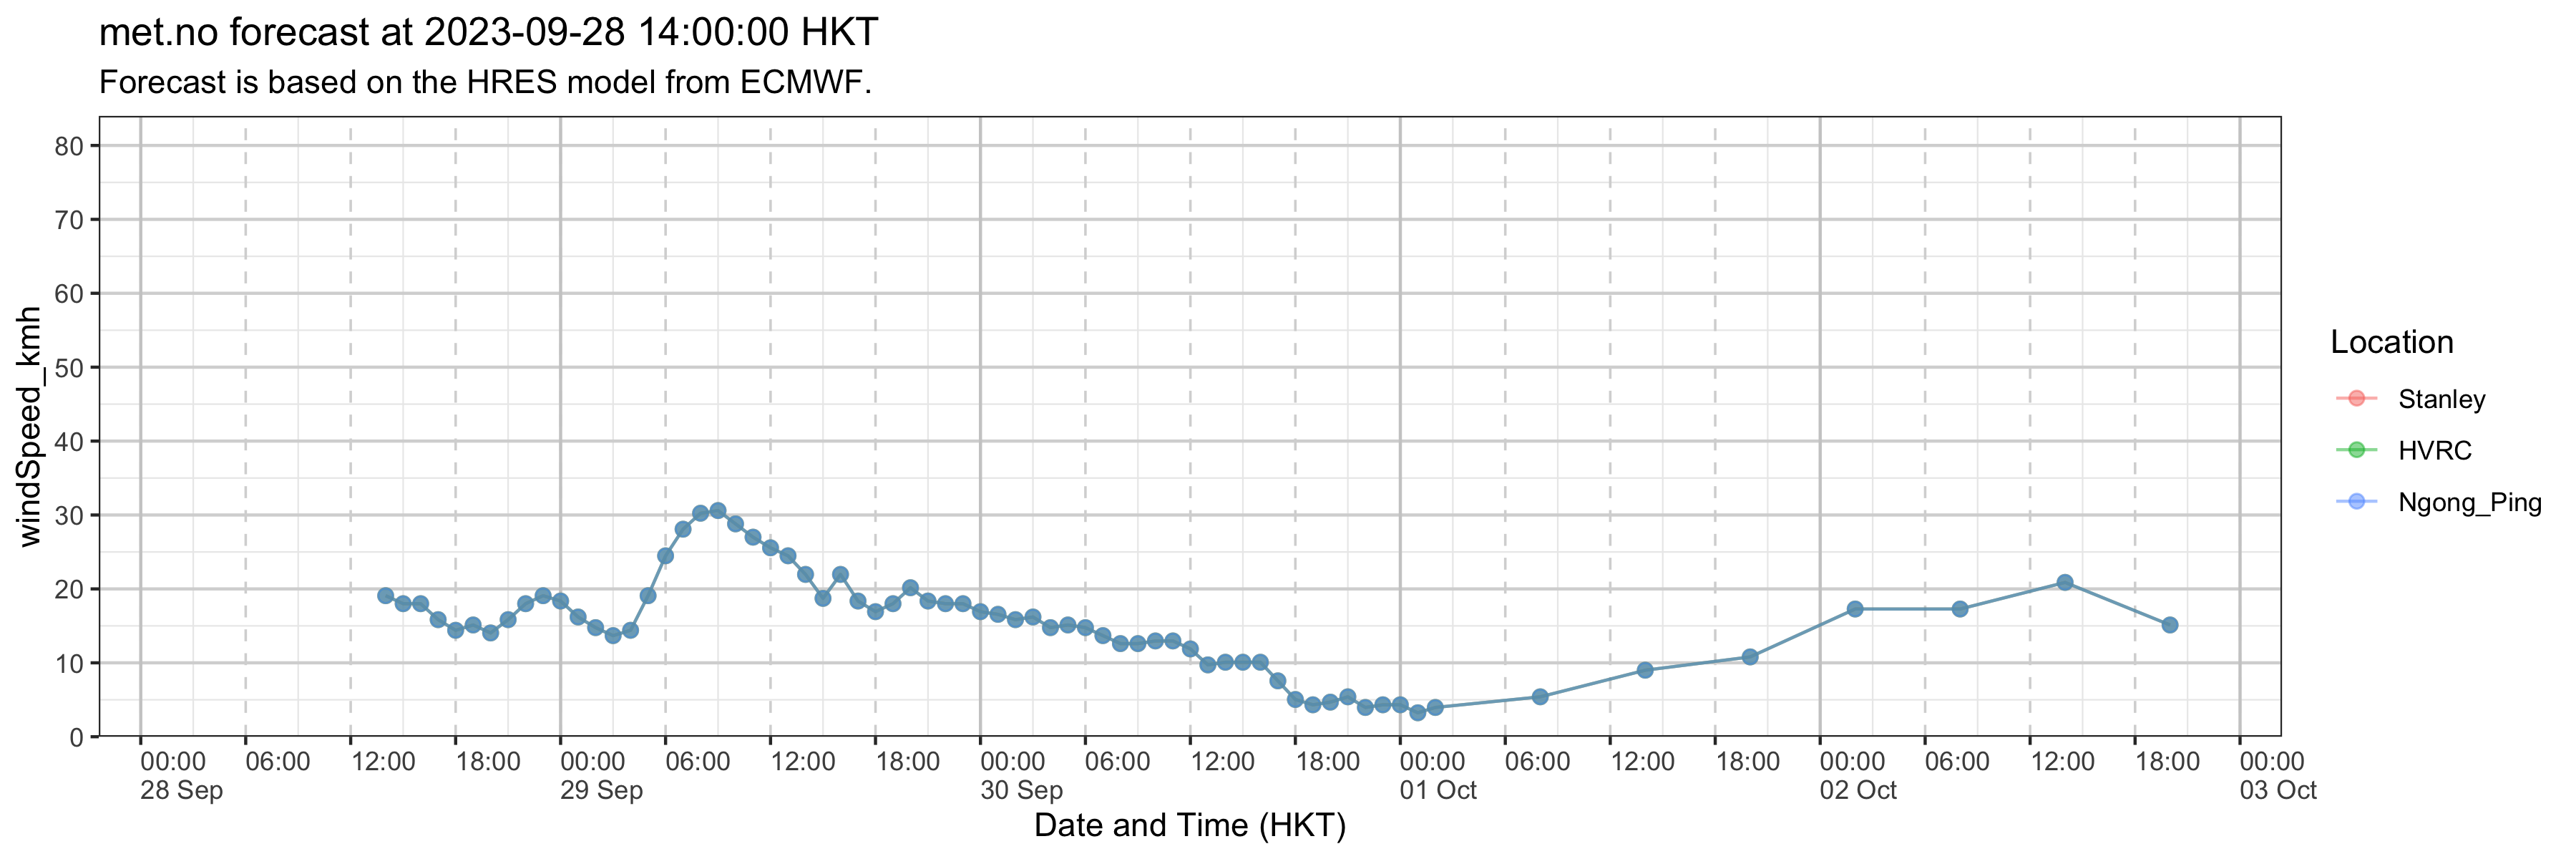 met.no forecast at 2023-09-28 14:00:00 HKT
Forecast is based on the HRES model from ECMWF.
windSpeed_kmh
80
70
60
50
40
30
20
10
0
00:00 06:00 12:00 18:00 00:00 06:00 12:00 18:00 00:00 06:00 12:00 18:00 00:00 06:00 12:00 18:00 00:00 06:00 12:00 18:00 00:00
28 Sep 29 Sep 30 Sep 01 Oct 02 Oct 03 Oct
Date and Time (HKT)
Location
Stanley
HVRC
Ngong_Ping